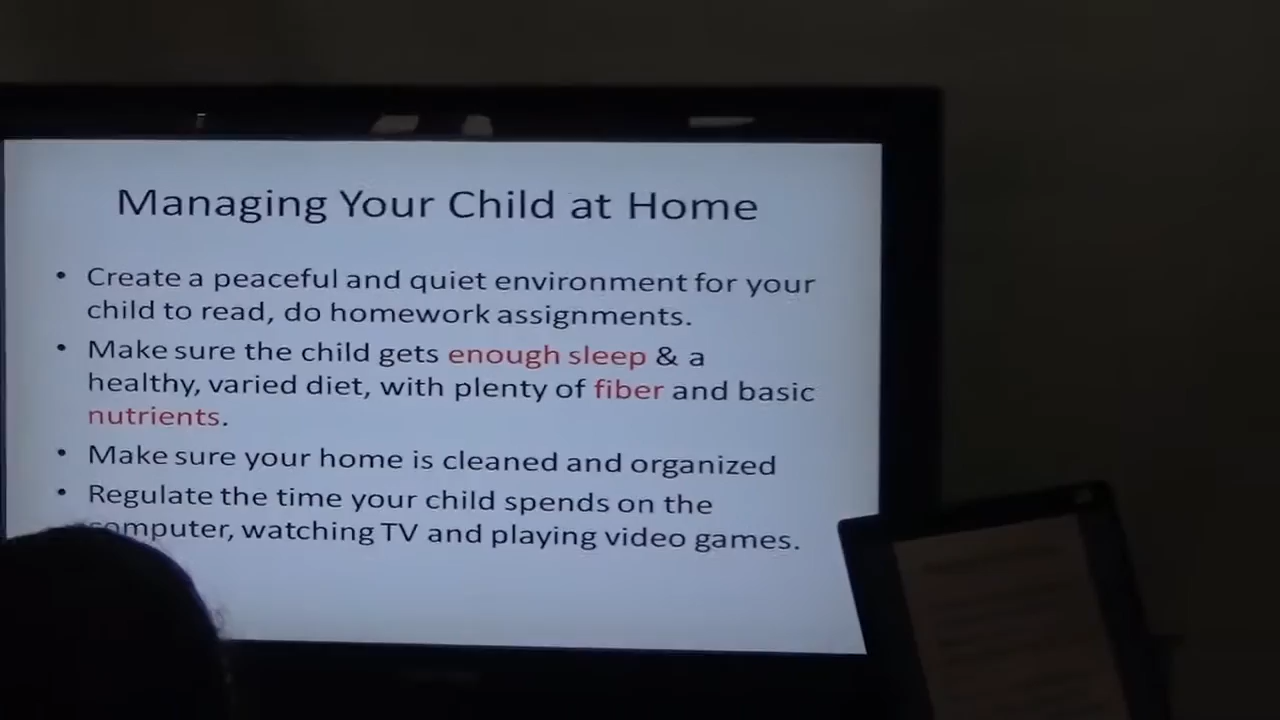 Managing Your Child at Home
• Create a peaceful and quiet environment for your
child to read, do homework assignments.
• Make sure the child gets enough sleep & a
healthy, varied diet, with plenty of fiber and basic
nutrients.
• Make sure your home is cleaned and organized
• Regulate the time your child spends on the
computer, watching TV and playing video games.